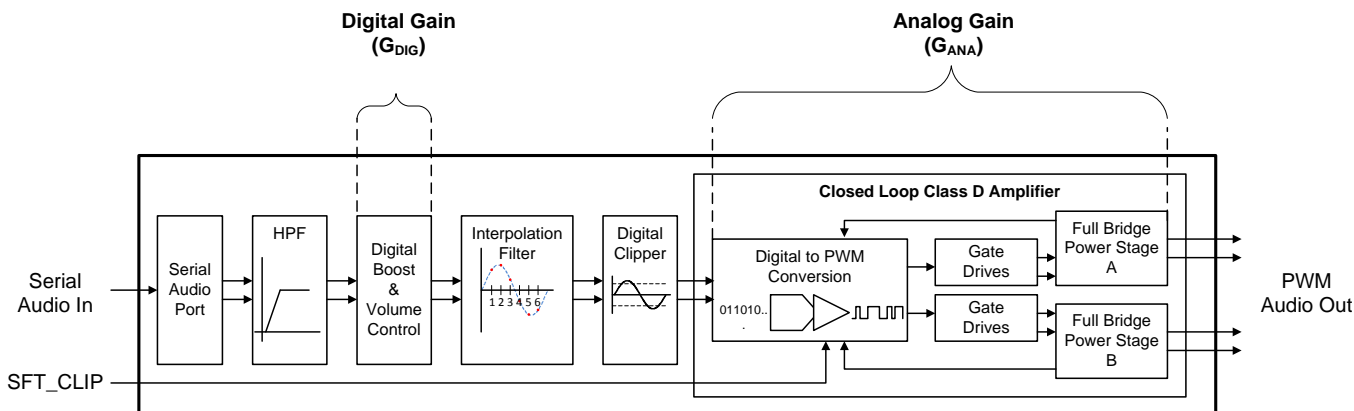 Digital Gain
(GDIG)
Analog Gain
(GANA)
Closed Loop Class D Amplifier
Serial
Audio In
Serial
Audio
Port
HPF
Digital
Boost
&
Volume
Control
Interpolation
Filter
1 2 3 4 5 6
Digital
Clipper
Digital to PWM
Conversion
011010..
.
Gate
Drives
Gate
Drives
Full Bridge
Power Stage
A
Full Bridge
Power Stage
B
PWM
Audio Out
SFT_CLIP